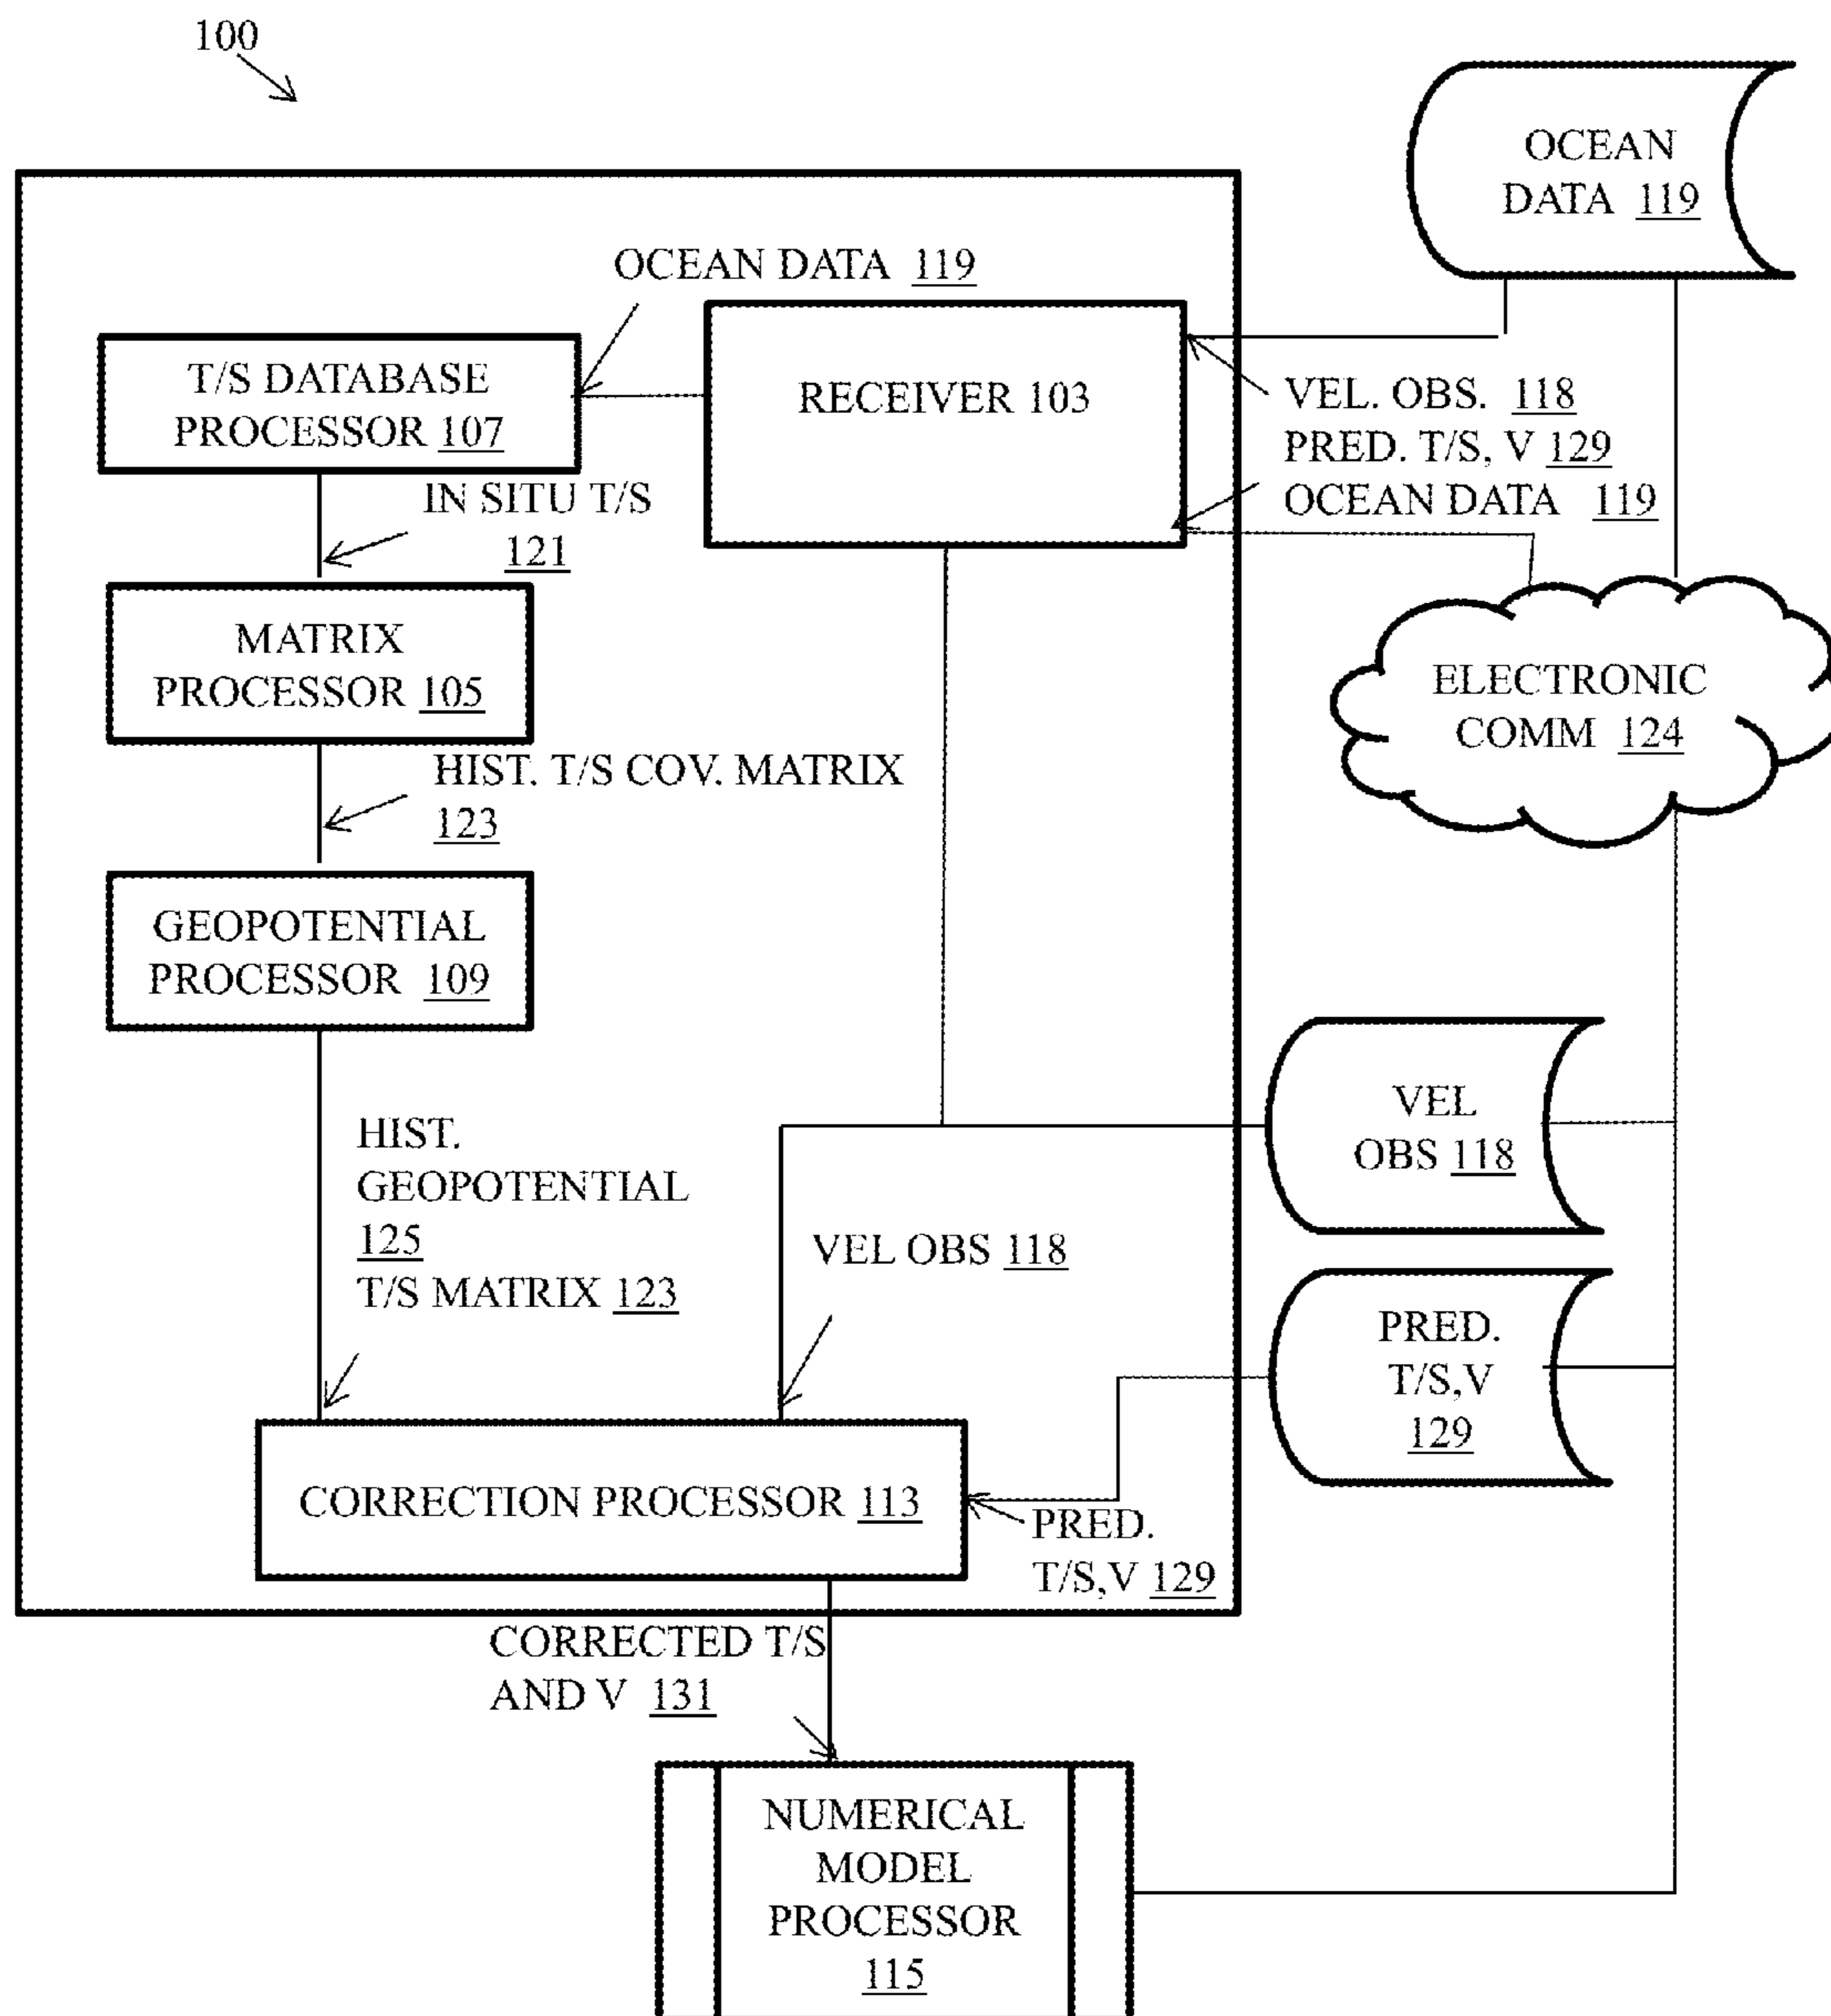 100
OCEAN
DATA 119
OCEAN DATA 119
T/S DATABASE
PROCESSOR 107
RECEIVER 103
VEL. OBS. 118
PRED. T/S, V 129
OCEAN DATA 119
IN SITU T/S
121
MATRIX
PROCESSOR 105
ELECTRONIC
COMM 124
HIST. T/S COV. MATRIX
123
GEOPOTENTIAL
PROCESSOR 109
VEL
OBS 118
HIST.
GEOPOTENTIAL
125
T/S MATRIX 123
VEL OBS 118
PRED.
T/S,V
129
CORRECTION PROCESSOR 113
PRED.
T/S,V 129
CORRECTED T/S
AND V 131
NUMERICAL
MODEL
PROCESSOR
115